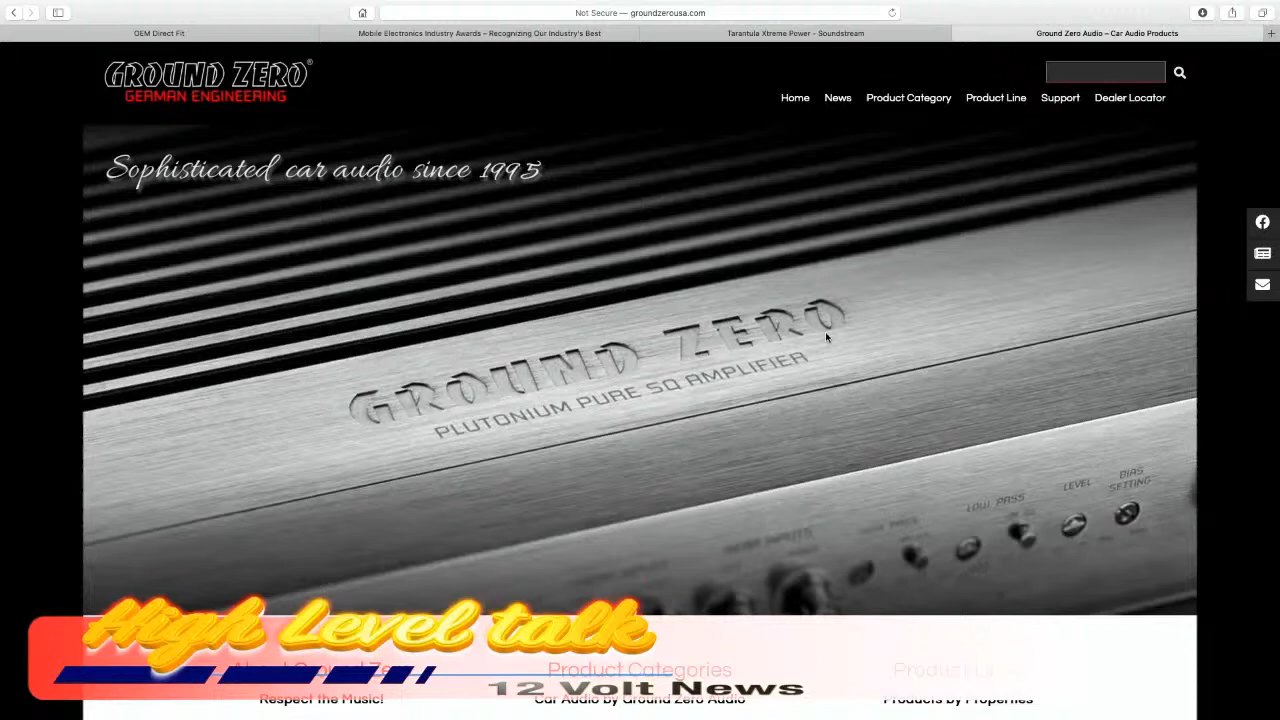 Not Secure — groundzerousa.com
OEM Direct Fit
Mobile Electronics Industry Awards – Recognizing Our Industry's Best
Tarantula Xtreme Power - Soundstream
Ground Zero Audio – Car Audio Products
GROUND ZERO®
GERMAN ENGINEERING
Home News Product Category Product Line Support Dealer Locator
Sophisticated car audio since 1995
GROUND ZERO
PLUTONIUM PURE SQ AMPLIFIER
BIAS
SETTING
LEVEL
LOW PASS
High Level talk
Product Categories
12 Volt News
Respect the Music!
Car Audio by Ground Zero Audio
Products by Properties